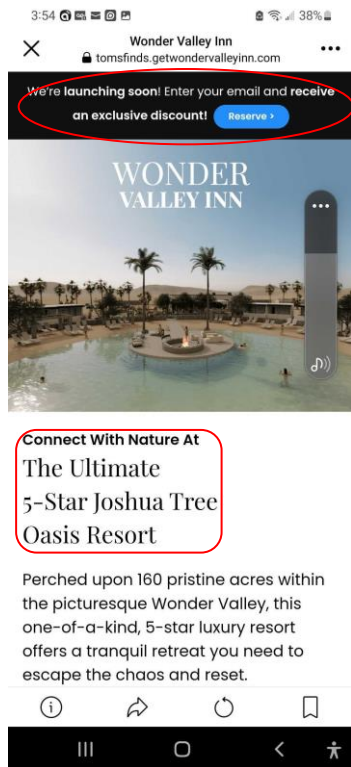 3:54
38%
Wonder Valley Inn
tomsfinds.getwondervalleyinn.com
We're launching soon! Enter your email and receive
an exclusive discount! Reserve >
WONDER
VALLEY INN
Connect With Nature At
The Ultimate
5-Star Joshua Tree
Oasis Resort
Perched upon 160 pristine acres within
the picturesque Wonder Valley, this
one-of-a-kind, 5-star luxury resort
offers a tranquil retreat you need to
escape the chaos and reset.